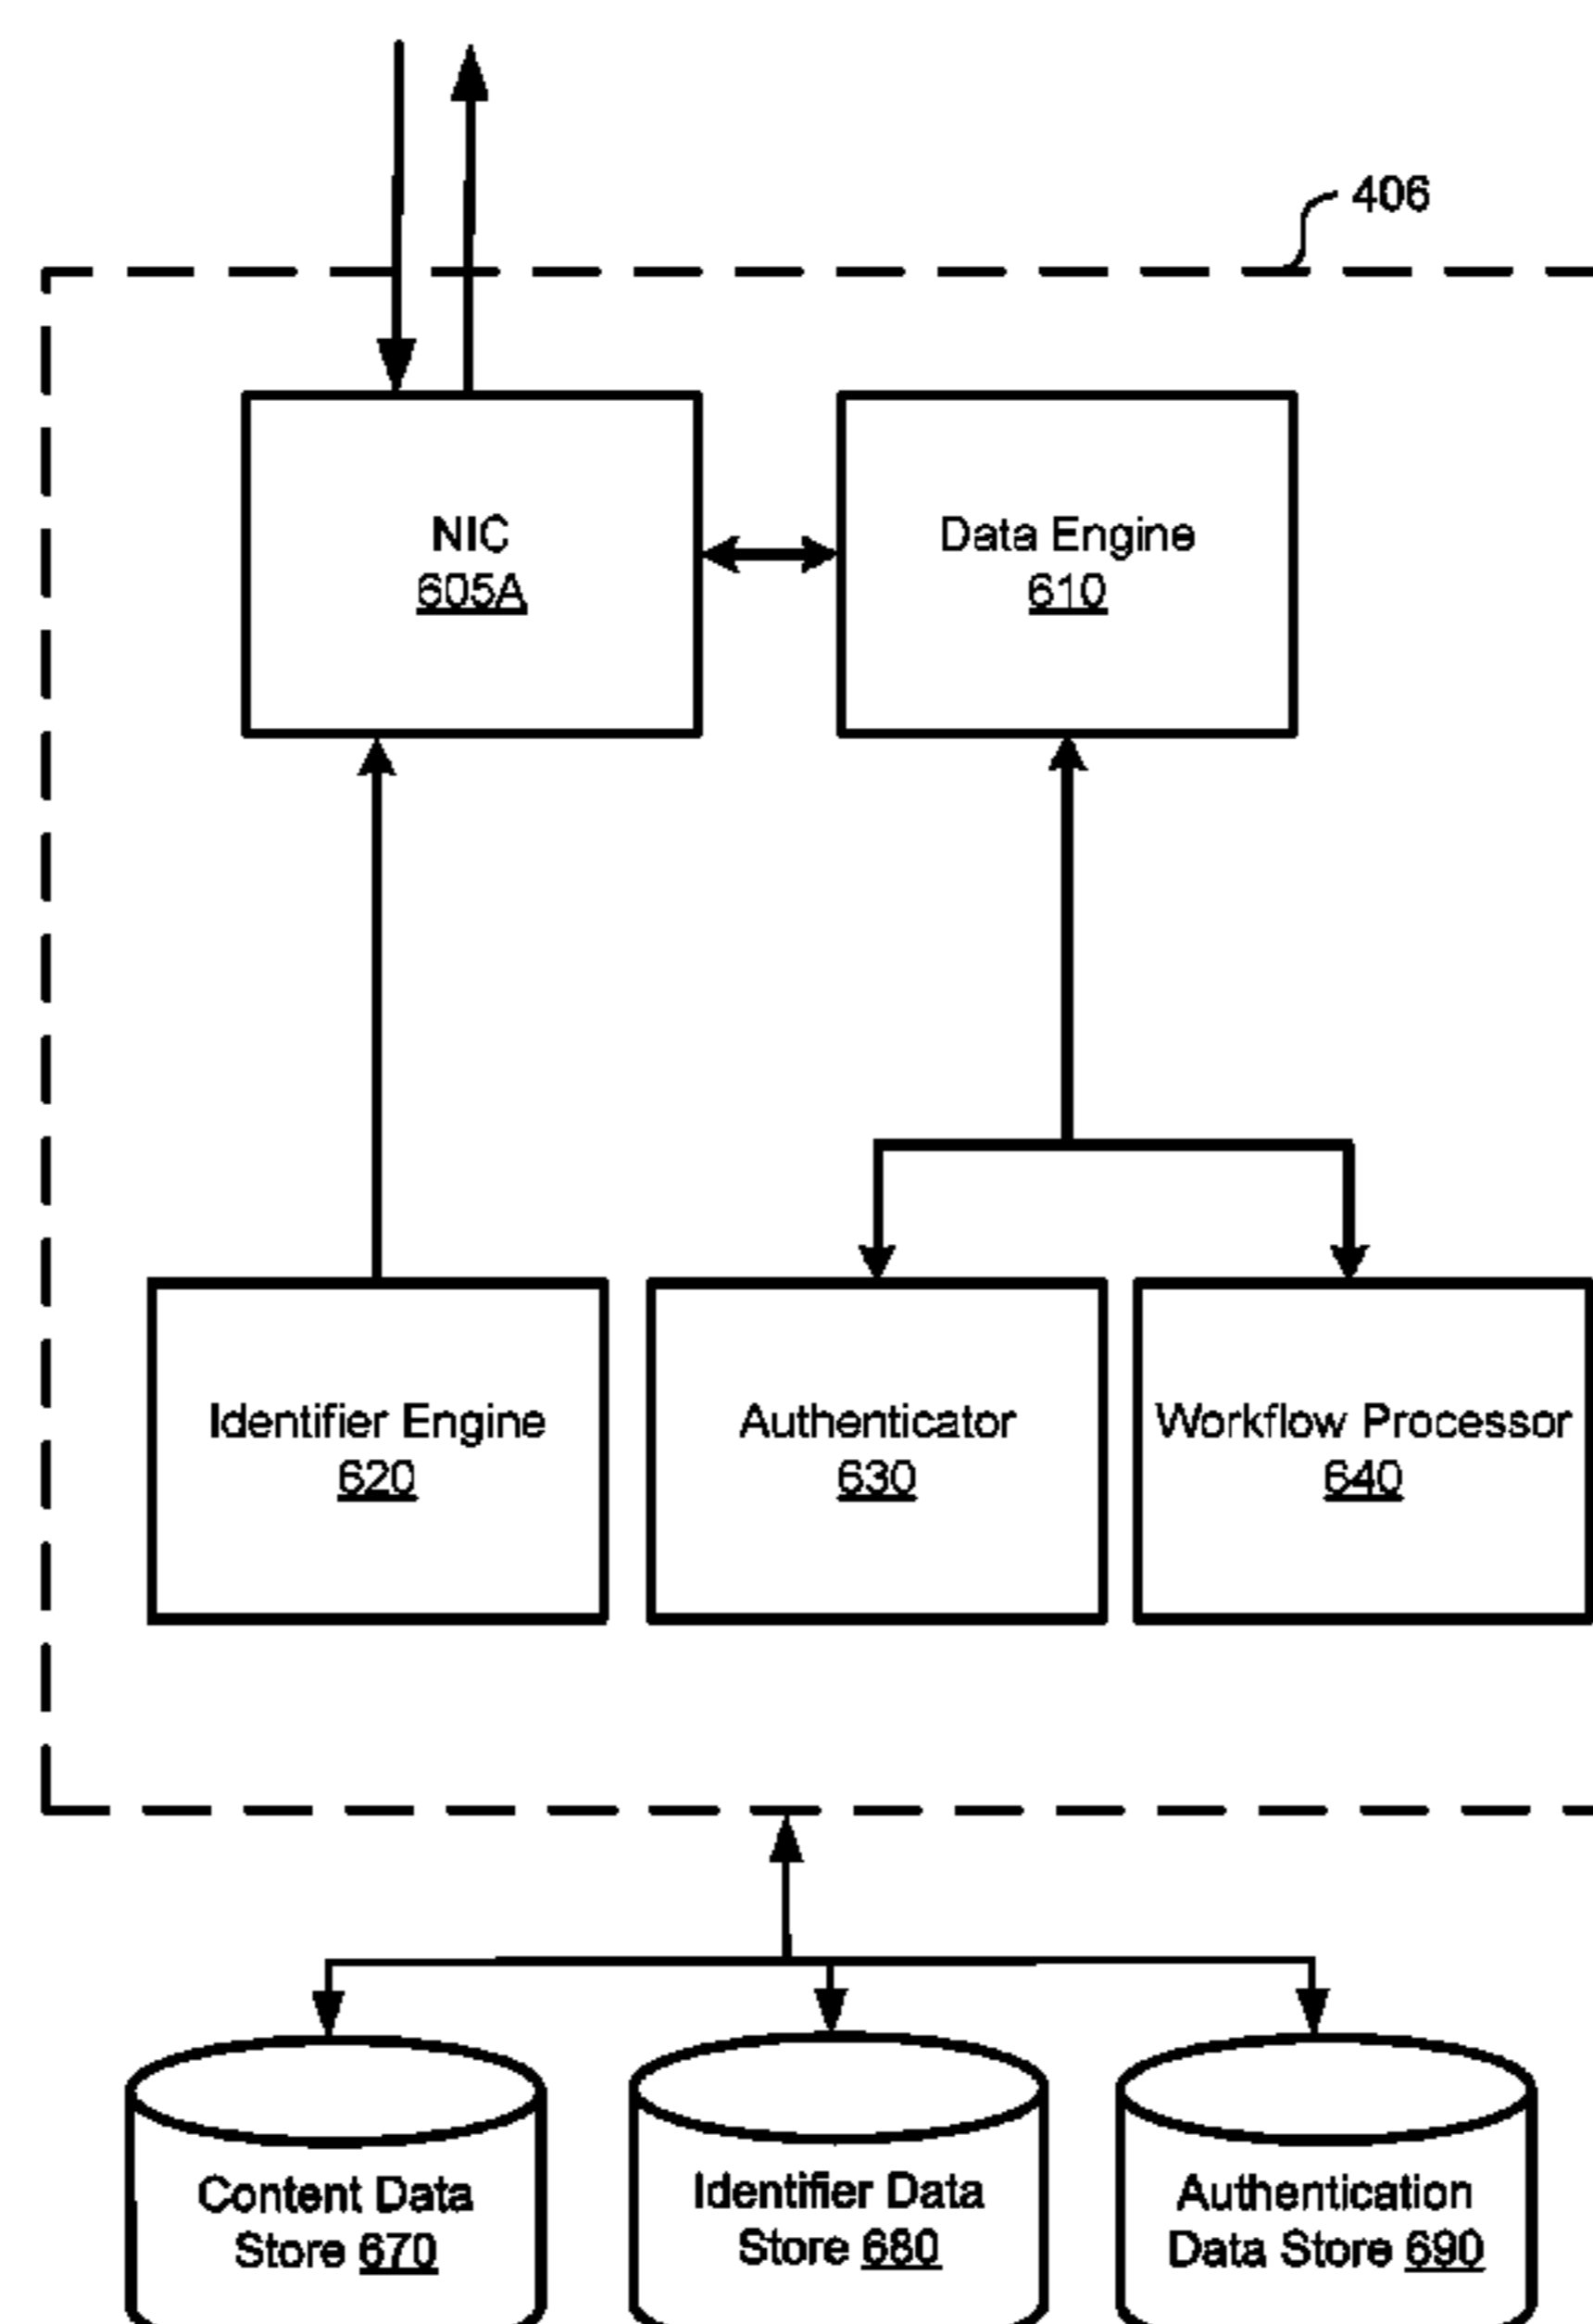 406
NIC
605A
Data Engine
610
Identifier Engine
620
Authenticator
630
Workflow Processor
640
Content Data
Store 670
Identifier Data
Store 680
Authentication
Data Store 690